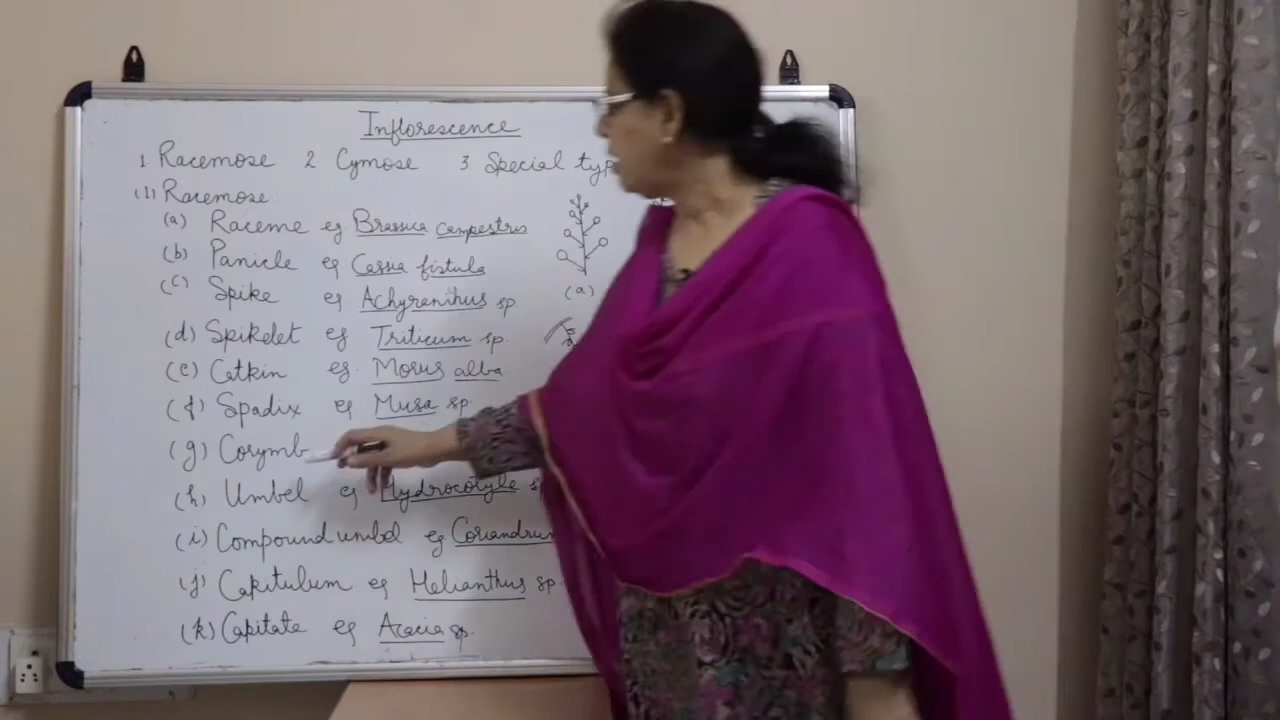 Inflorescence
1 Racemose 2 Cymose 3 Special typ
(1) Racemose
(a) Raceme eg Brassica campestris
(b) Panicle eg Cassia fistula
(c) Spike eg Achyrenthus sp.
(d) Spikelet eg Triticum sp.
(e) Catkin eg. Morus alba
(f) Spadix eg Musa sp.
(g) Corymb
(h) Umbel eg Hydrocotyle s
(i) Compound umbel eg Coriandrum
(j) Capitulum eg Helianthus sp
(k) Capitate eg Acacia sp.
(a)